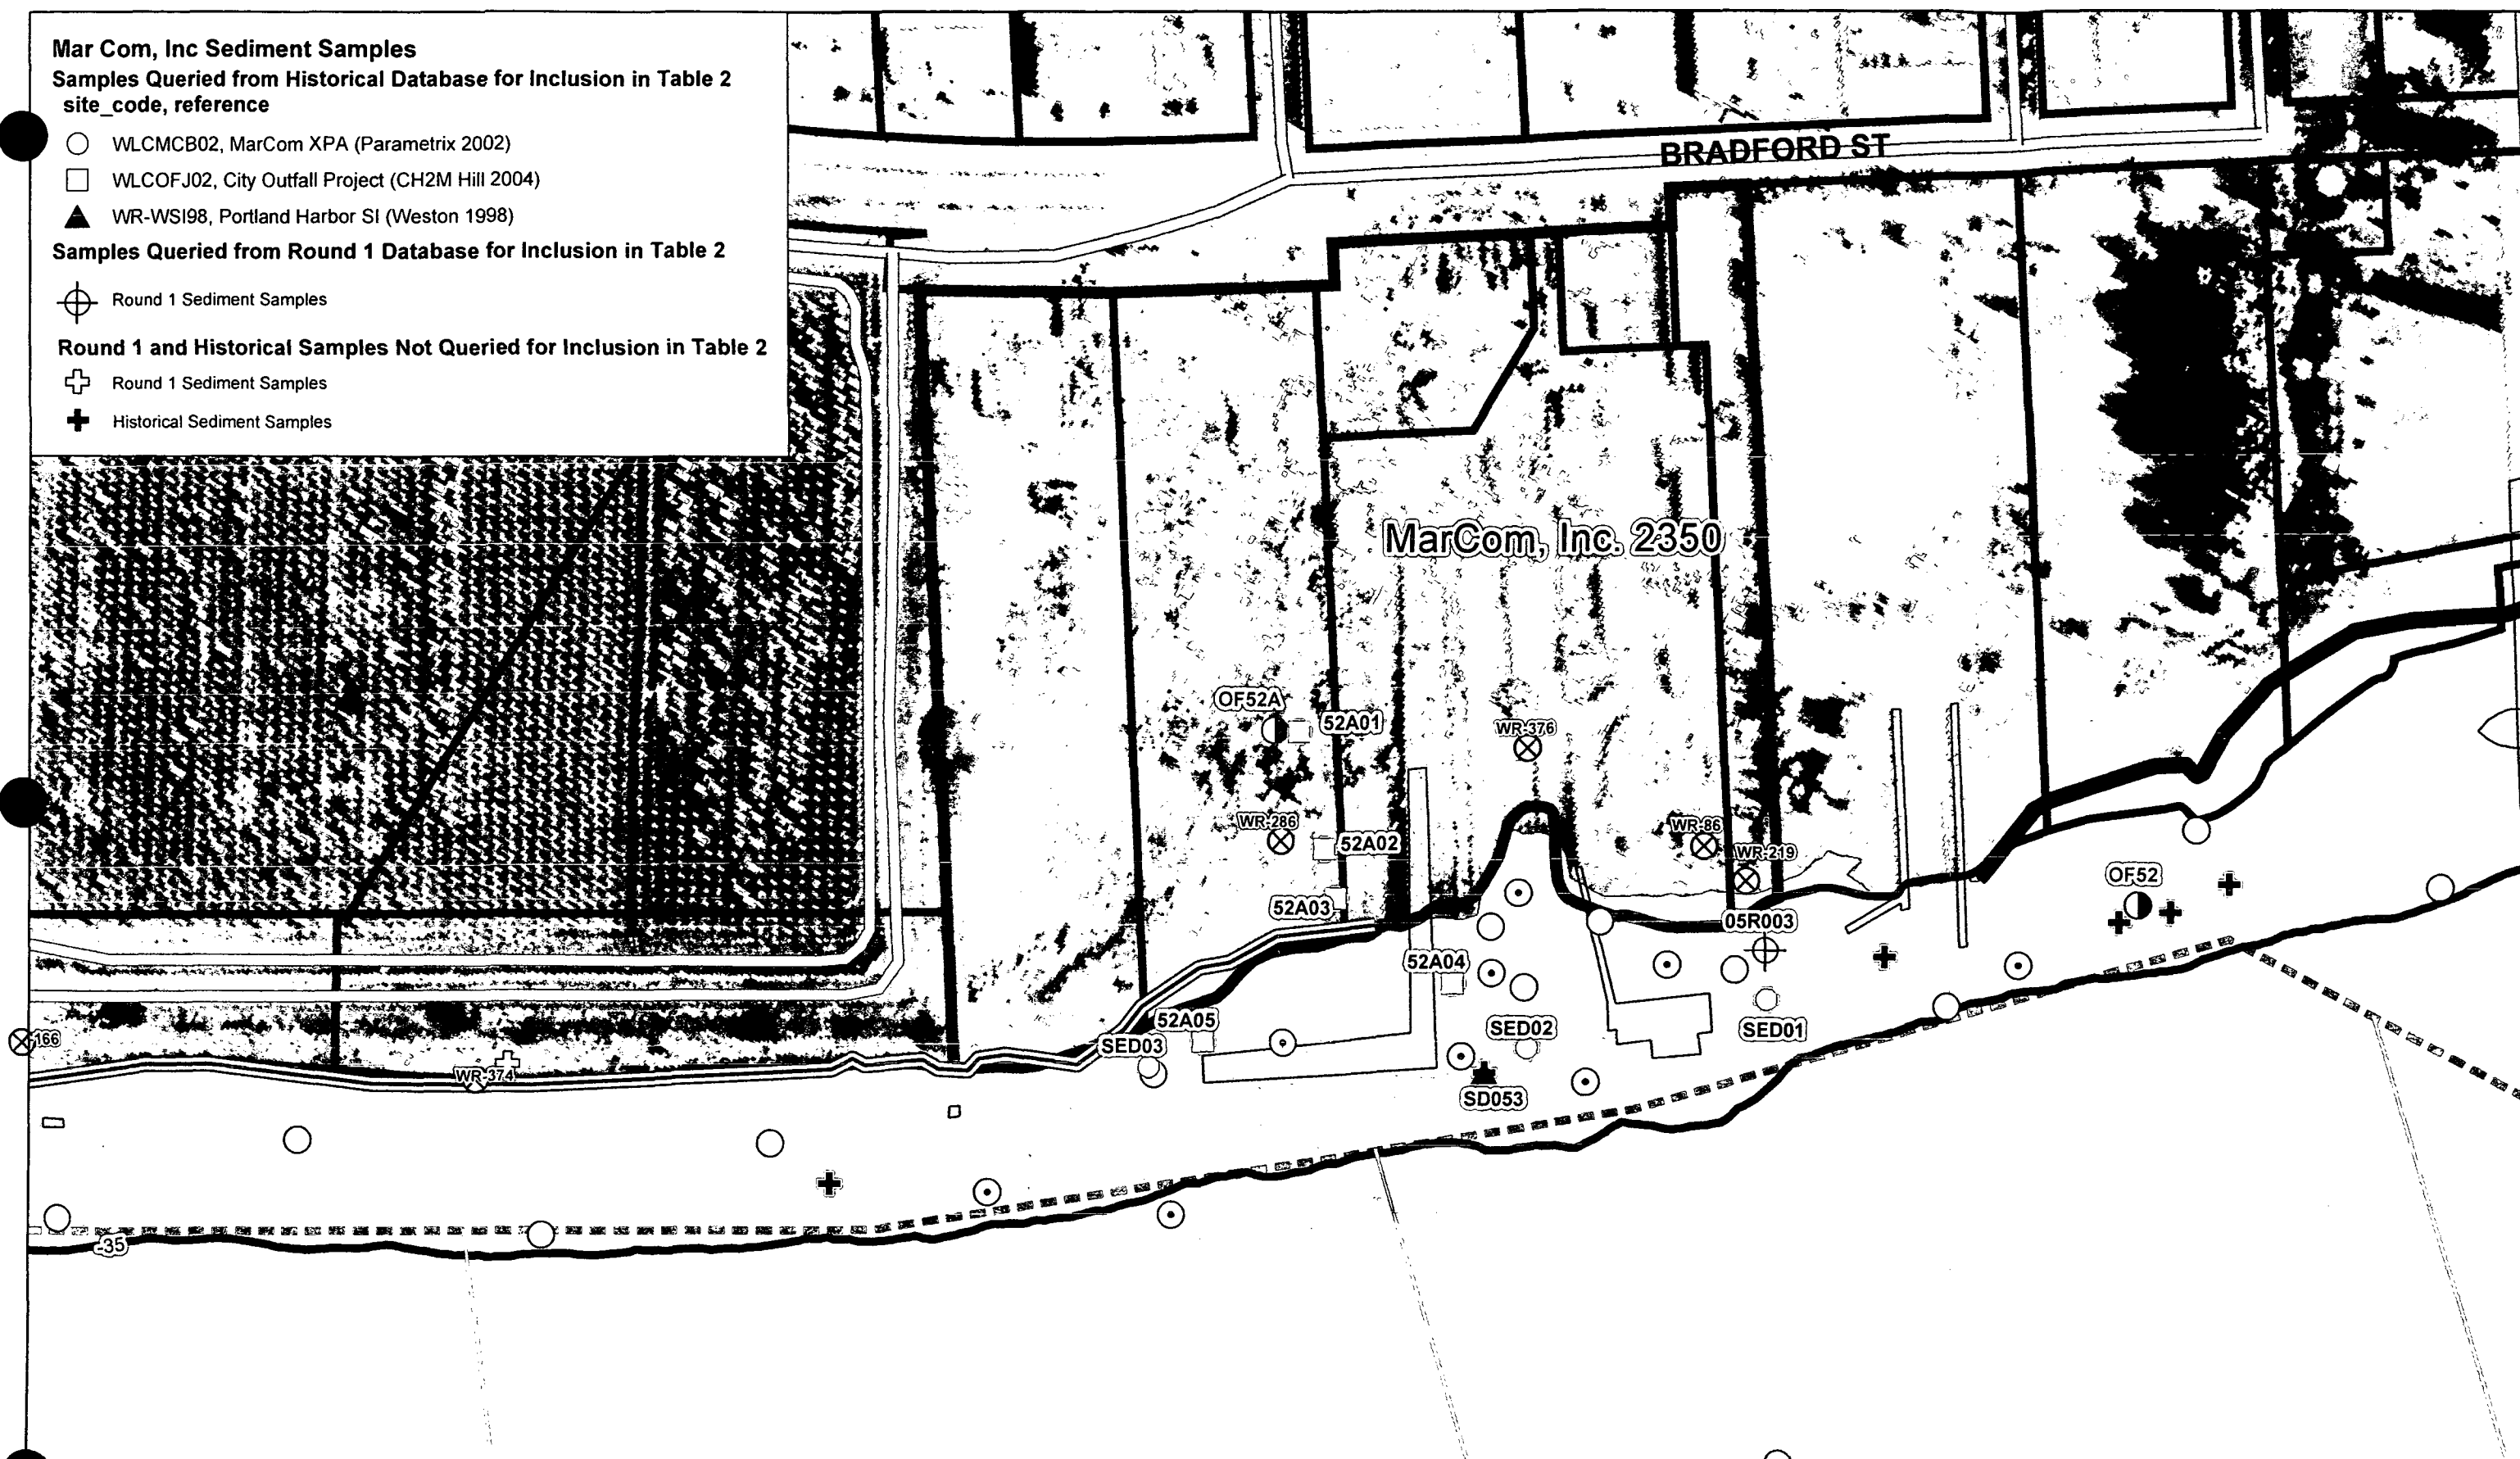 Mar Com, Inc Sediment Samples
Samples Queried from Historical Database for Inclusion in Table 2
site_code, reference
WLCMCB02, MarCom XPA (Parametrix 2002)
WLCOFJ02, City Outfall Project (CH2M Hill 2004)
WR-WSI98, Portland Harbor SI (Weston 1998)
Samples Queried from Round 1 Database for Inclusion in Table 2
Round 1 Sediment Samples
Round 1 and Historical Samples Not Queried for Inclusion in Table 2
Round 1 Sediment Samples
Historical Sediment Samples
BRADFORD ST
MarCom, Inc. 2350
OF52A
52A01
WR-376
WR-286
52A02
WR-86
WR-219
OF52
52A03
05R003
52A04
52A05
SED02
SED01
SED03
166
WR-374
SD053
-35